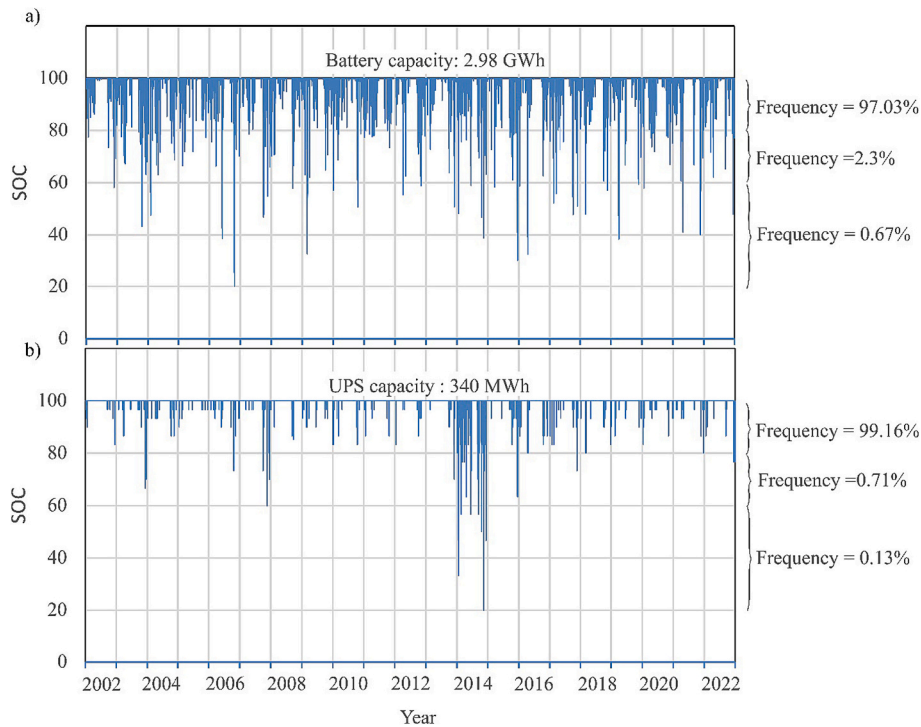 a)
Battery capacity: 2.98 GWh
100
80
60
40
20
0
SOC
Frequency = 97.03%
Frequency =2.3%
Frequency = 0.67%
b)
UPS capacity : 340 MWh
100
80
60
40
20
0
SOC
Frequency = 99.16%
Frequency =0.71%
Frequency = 0.13%
2002 2004 2006 2008 2010 2012 2014 2016 2018 2020 2022
Year